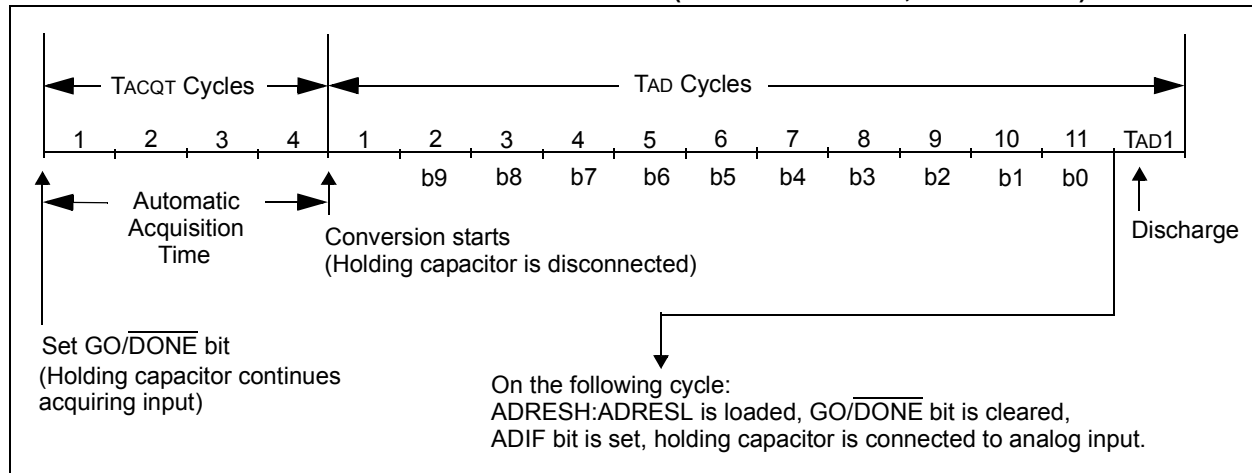 TACQT Cycles TAD Cycles
1 2 3 4 1 2 3 4 5 6 7 8 9 10 11 TAD1
b9 b8 b7 b6 b5 b4 b3 b2 b1 b0
Automatic
Acquisition
Time
Conversion starts
(Holding capacitor is disconnected)
Discharge
Set GO/DONE bit
(Holding capacitor continues
acquiring input)
On the following cycle:
ADRESH:ADRESL is loaded, GO/DONE bit is cleared,
ADIF bit is set, holding capacitor is connected to analog input.